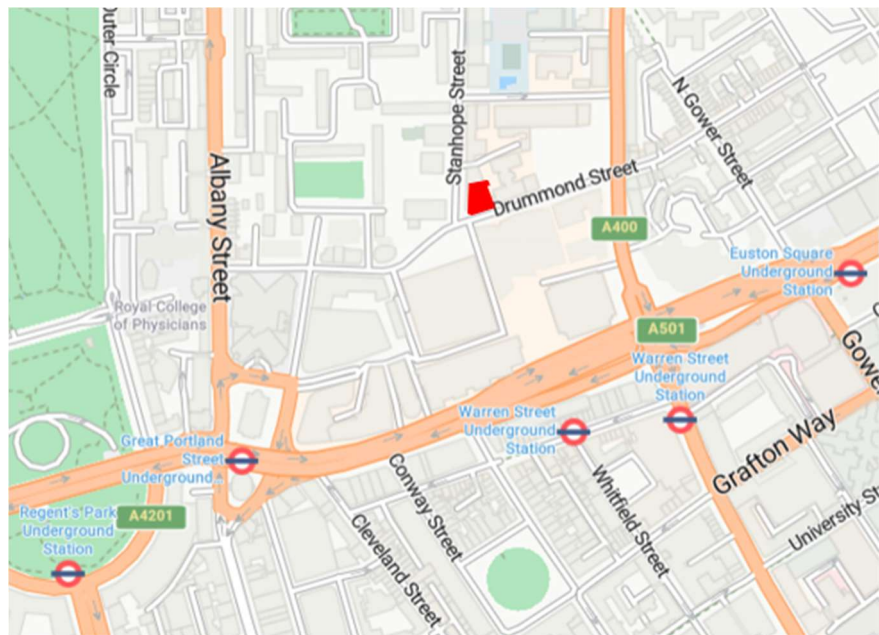 Outer Circle
Stanhope Street
N Gower Street
Albany Street
Drummond Street
A400
Euston Square
Underground
Station
Royal College
of Physicians
A501
Warren Street
Underground
Station
Warren Street
Underground
Station
Great Portland
Street
Underground
Grafton Way
Regent's Park
Underground
Station
A4201
Conway Street
Cleveland Street
Whitfield Street
University St
Gower